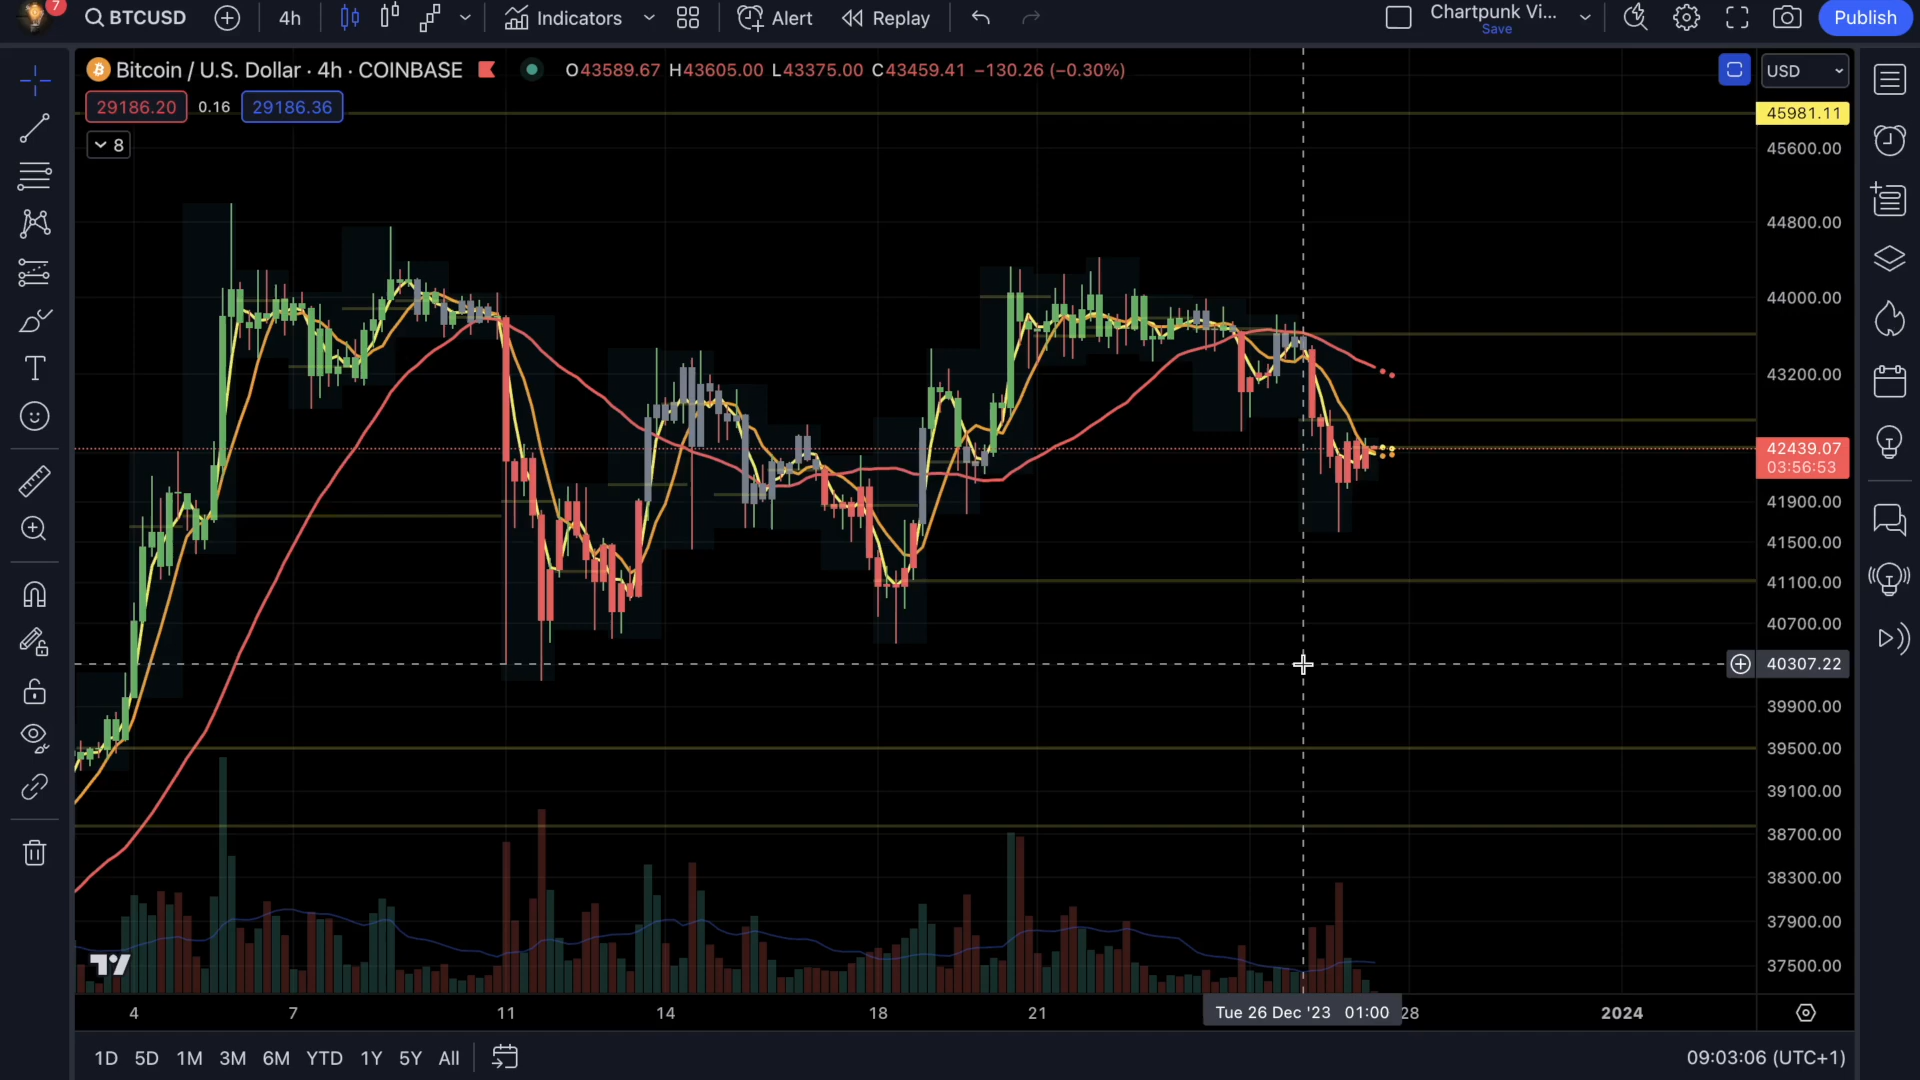 7
BTCUSD
4h
Indicators
Alert
Replay
Chartpunk Vi...
Save
Publish
Bitcoin / U.S. Dollar · 4h · COINBASE
O43589.67 H43605.00 L43375.00 C43459.41 −130.26 (−0.30%)
USD
29186.20
0.16
29186.36
8
45981.11
45600.00
44800.00
44000.00
43200.00
42439.07
03:56:53
41900.00
41500.00
41100.00
40700.00
40307.22
39900.00
39500.00
39100.00
38700.00
38300.00
37900.00
37500.00
4
7
11
14
18
21
Tue 26 Dec '23 01:00
28
2024
1D
5D
1M
3M
6M
YTD
1Y
5Y
All
09:03:06 (UTC+1)